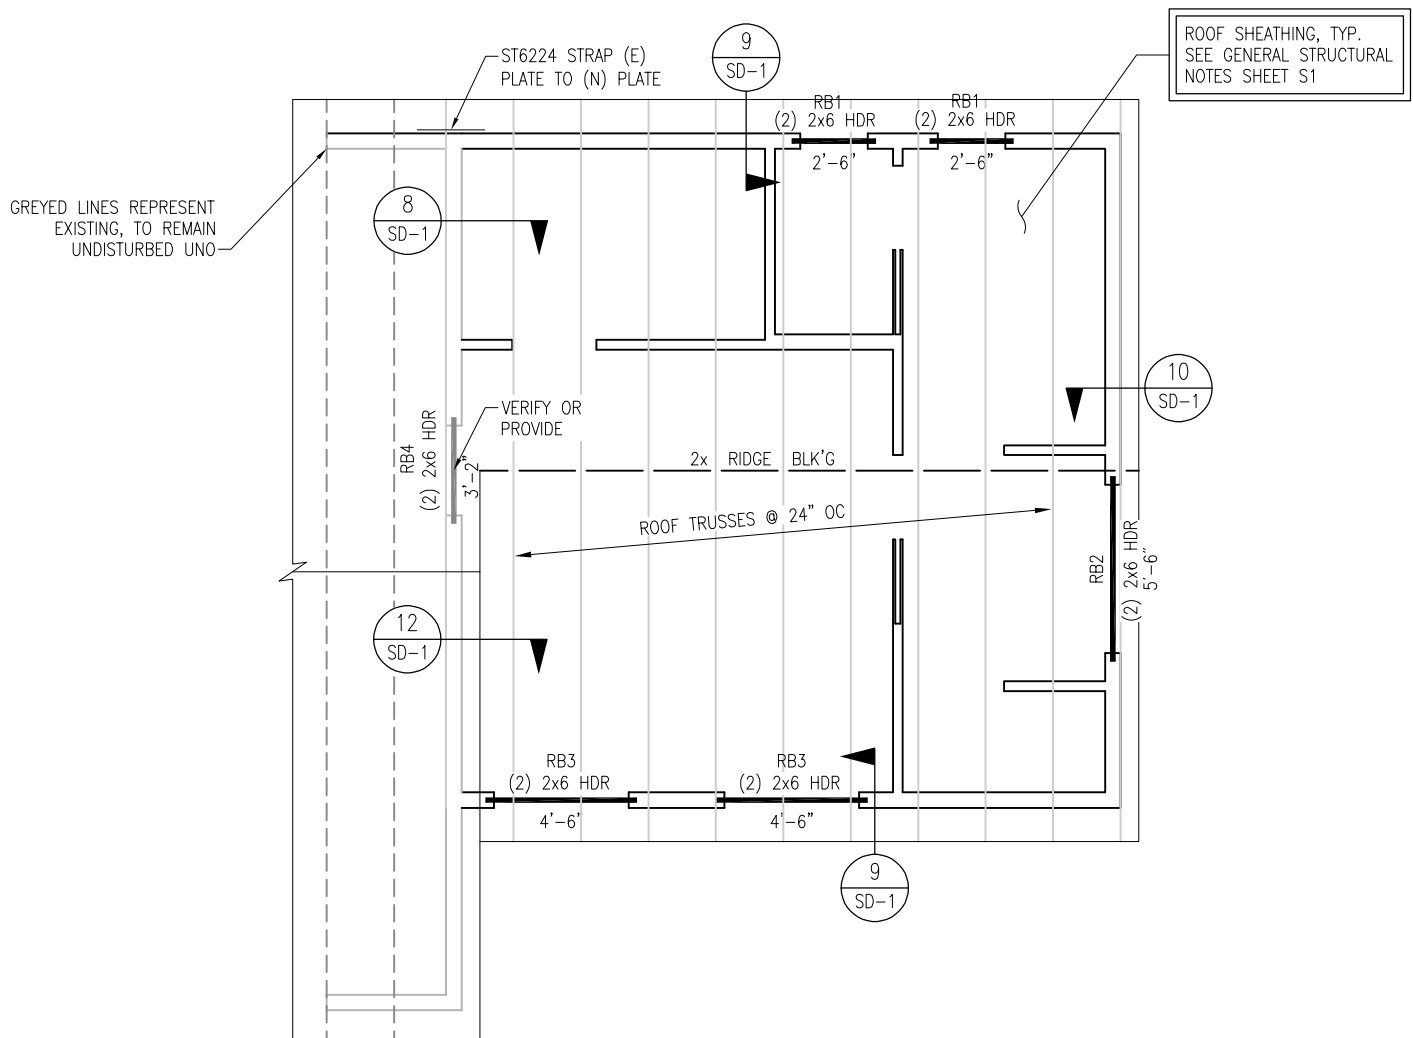 ST6224 STRAP (E)
PLATE TO (N) PLATE
9
SD-1
ROOF SHEATHING, TYP.
SEE GENERAL STRUCTURAL
NOTES SHEET S1
RB1
(2) 2x6 HDR
2'-6'
RB1
(2) 2x6 HDR
2'-6"
GREYED LINES REPRESENT
EXISTING, TO REMAIN
UNDISTURBED UNO
8
SD-1
10
SD-1
VERIFY OR
PROVIDE
RB4
(2) 2x6 HDR
3'-2"
2x RIDGE BLK'G
ROOF TRUSSES @ 24" OC
RB2
(2) 2x6 HDR
5'-6"
12
SD-1
RB3
(2) 2x6 HDR
4'-6'
RB3
(2) 2x6 HDR
4'-6"
9
SD-1